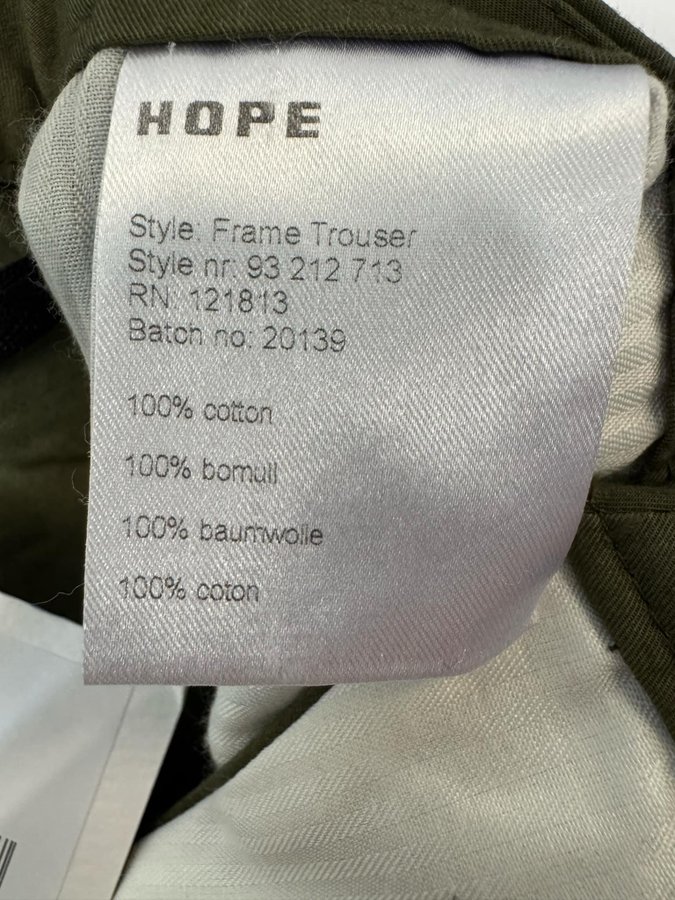 HOPE
Style: Frame Trouser
Style nr: 93 212 713
RN: 121813
Batch no: 20139
100% cotton
100% bomull
100% baumwolle
100% coton